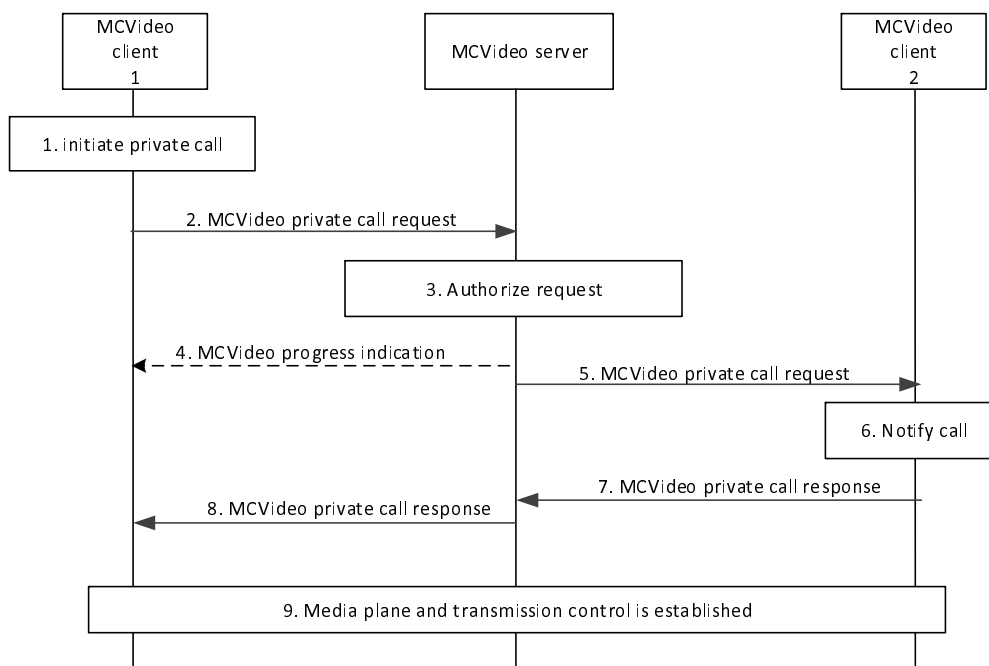 MCVideo
client
1
MCVideo server
MCVideo
client
2
1. initiate private call
2. MCVideo private call request
3. Authorize request
4. MCVideo progress indication
5. MCVideo private call request
6. Notify call
7. MCVideo private call response
8. MCVideo private call response
9. Media plane and transmission control is established